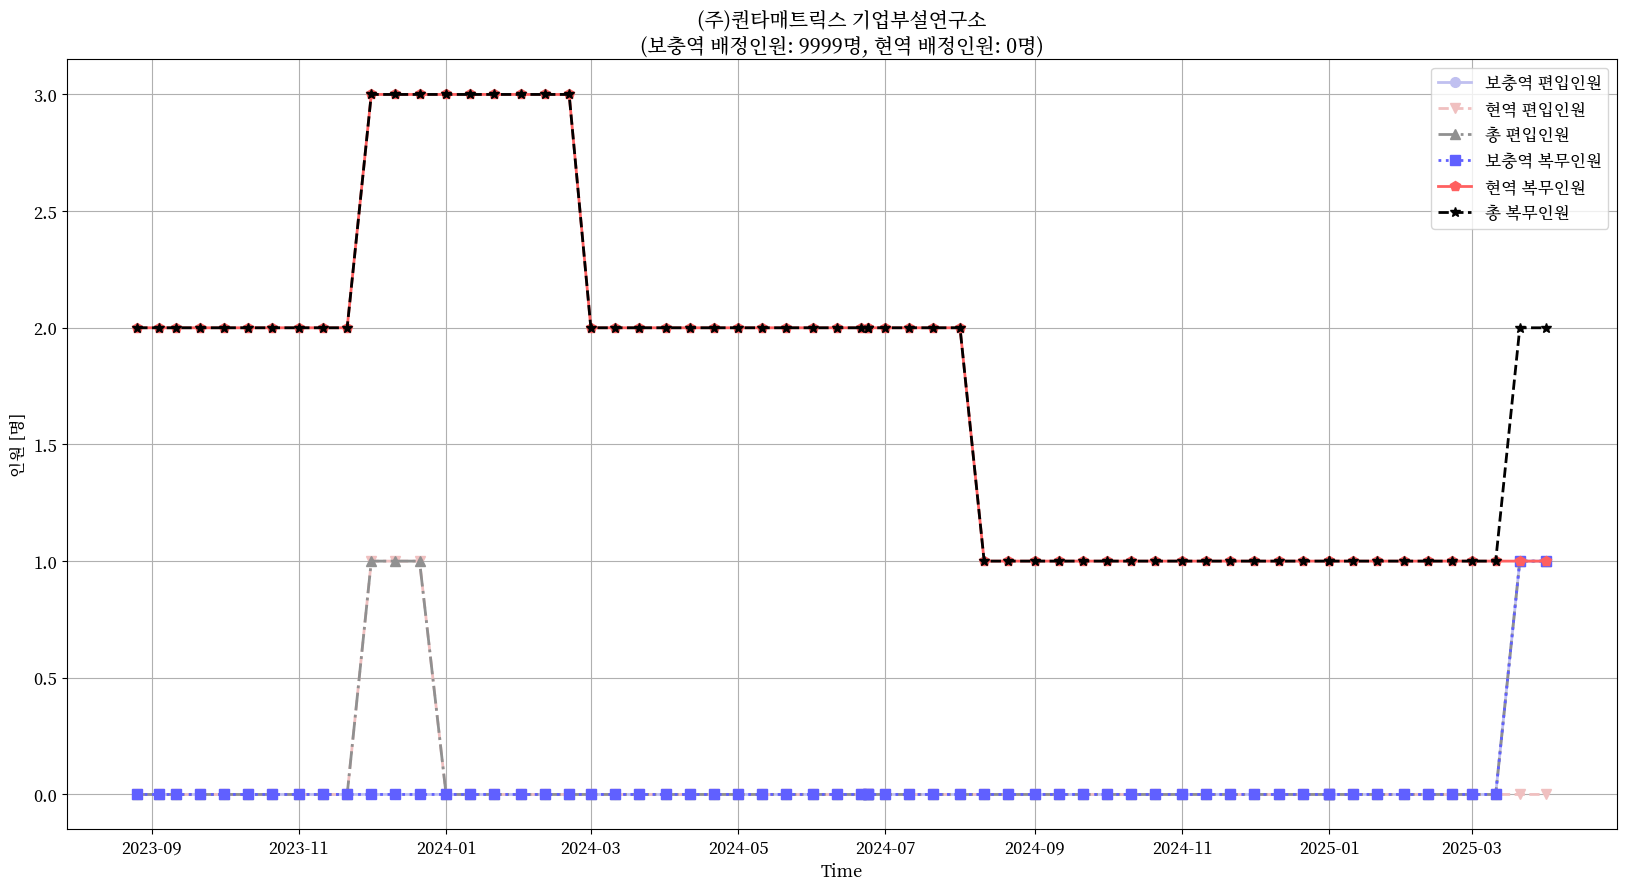 (주)퀀타매트릭스 기업부설연구소
(보충역 배정인원: 9999명, 현역 배정인원: 0명)
보충역 편입인원
현역 편입인원
총 편입인원
보충역 복무인원
현역 복무인원
총 복무인원
인원 [명]
3.0
2.5
2.0
1.5
1.0
0.5
0.0
2023-09
2023-11
2024-01
2024-03
2024-05
2024-07
2024-09
2024-11
2025-01
2025-03
Time